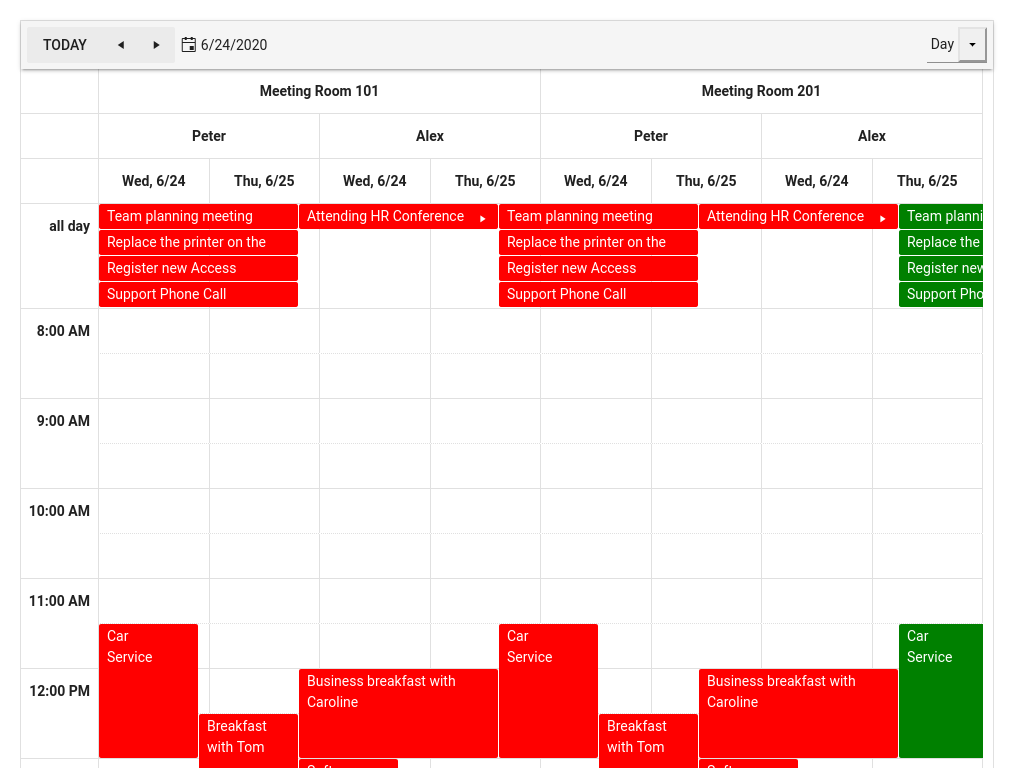 TODAY 6/24/2020 Day
Meeting Room 101 Meeting Room 201
Peter Alex Peter Alex
Wed, 6/24 Thu, 6/25 Wed, 6/24 Thu, 6/25 Wed, 6/24 Thu, 6/25 Wed, 6/24 Thu, 6/25
all day
Team planning meeting Attending HR Conference Team planning meeting Attending HR Conference Team planni
Replace the printer on the Replace the printer on the Replace the
Register new Access Register new Access Register new
Support Phone Call Support Phone Call Support Pho
8:00 AM
9:00 AM
10:00 AM
11:00 AM
Car Car Car
Service Service Service
12:00 PM
Business breakfast with Business breakfast with
Caroline Caroline
Breakfast Breakfast
with Tom with Tom